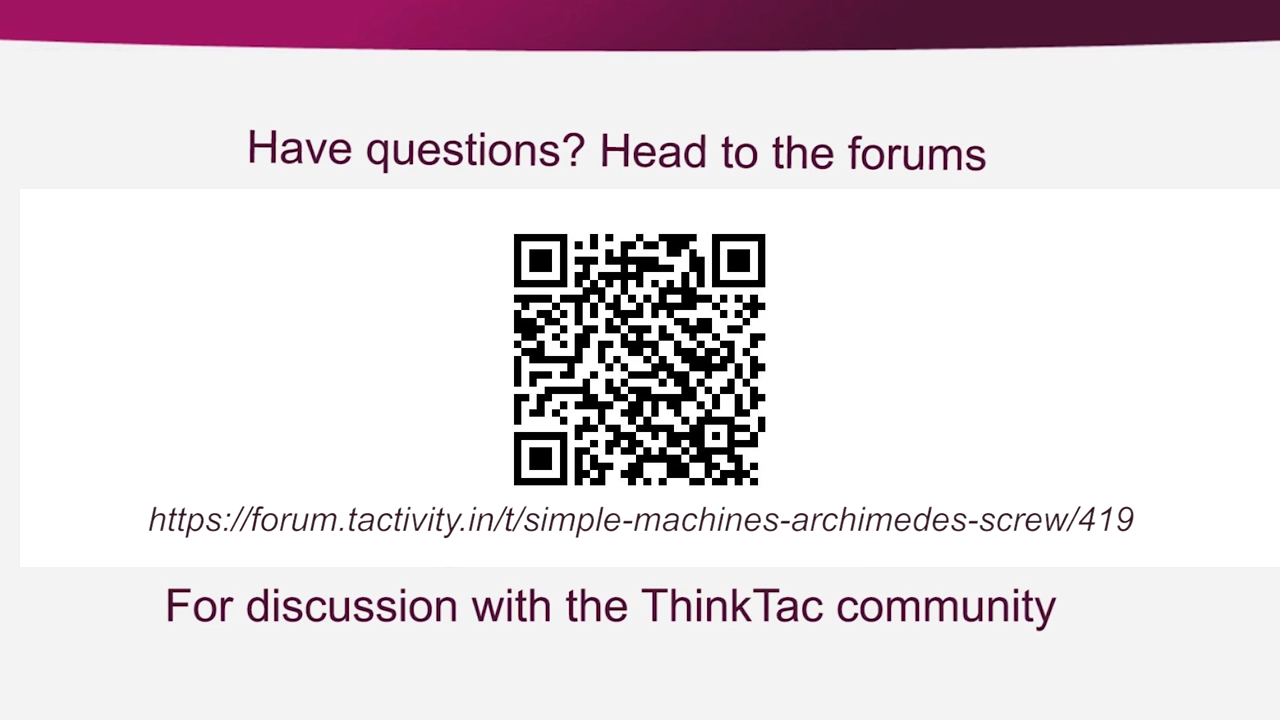 Have questions? Head to the forums
https://forum.tactivity.in/t/simple-machines-archimedes-screw/419
For discussion with the ThinkTac community